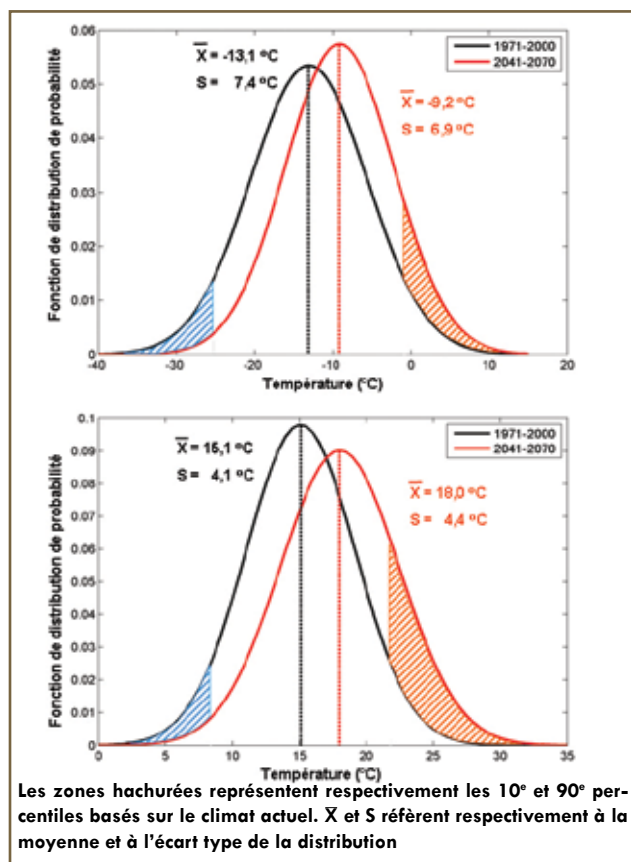 0.06
X̅ = -13,1 ºC
S = 7,4 ºC
1971-2000
2041-2070
X̅ = -9,2 ºC
S = 6,9 ºC
Fonction de distribution de probabilité
0.05
0.04
0.03
0.02
0.01
0
-40
-30
-20
-10
0
10
20
Température (°C)
0.1
X̅ = 15,1 ºC
S = 4,1 ºC
1971-2000
2041-2070
X̅ = 18,0 ºC
S = 4,4 ºC
Fonction de distribution de probabilité
0.09
0.08
0.07
0.06
0.05
0.04
0.03
0.02
0.01
0
0
5
10
15
20
25
30
35
Température (°C)
Les zones hachurées représentent respectivement les 10e et 90e per-
centiles basés sur le climat actuel. X̅ et S réfèrent respectivement à la
moyenne et à l'écart type de la distribution